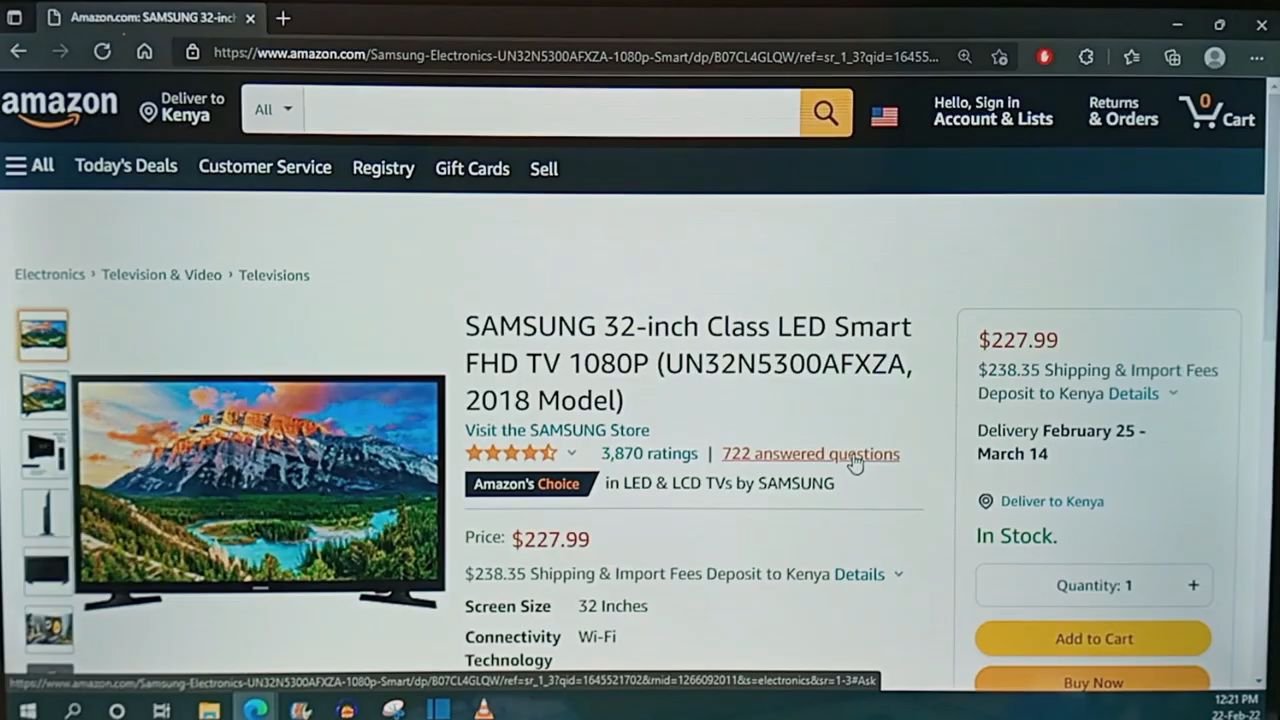 Amazon.com: SAMSUNG 32-inch
https://www.amazon.com/Samsung-Electronics-UN32N5300AFXZA-1080p-Smart/dp/B07CL4GLQW/ref=sr_1_3?qid=16455...
amazon
Deliver to
Kenya
All
Hello, Sign in
Account & Lists
Returns
& Orders
0
Cart
All Today's Deals Customer Service Registry Gift Cards Sell
Electronics › Television & Video › Televisions
SAMSUNG 32-inch Class LED Smart
FHD TV 1080P (UN32N5300AFXZA,
2018 Model)
Visit the SAMSUNG Store
3,870 ratings | 722 answered questions
Amazon's Choice in LED & LCD TVs by SAMSUNG
Price: $227.99
$238.35 Shipping & Import Fees Deposit to Kenya Details
Screen Size 32 Inches
Connectivity Wi-Fi
Technology
$227.99
$238.35 Shipping & Import Fees
Deposit to Kenya Details
Delivery February 25 -
March 14
Deliver to Kenya
In Stock.
Quantity: 1 +
Add to Cart
Buy Now
https://www.amazon.com/Samsung-Electronics-UN32N5300AFXZA-1080p-Smart/dp/B07CL4GLQW/ref=sr_1_3?qid=1645521702&rnid=1266092011&s=electronics&sr=1-3#Ask
12:21 PM
22-Feb-22